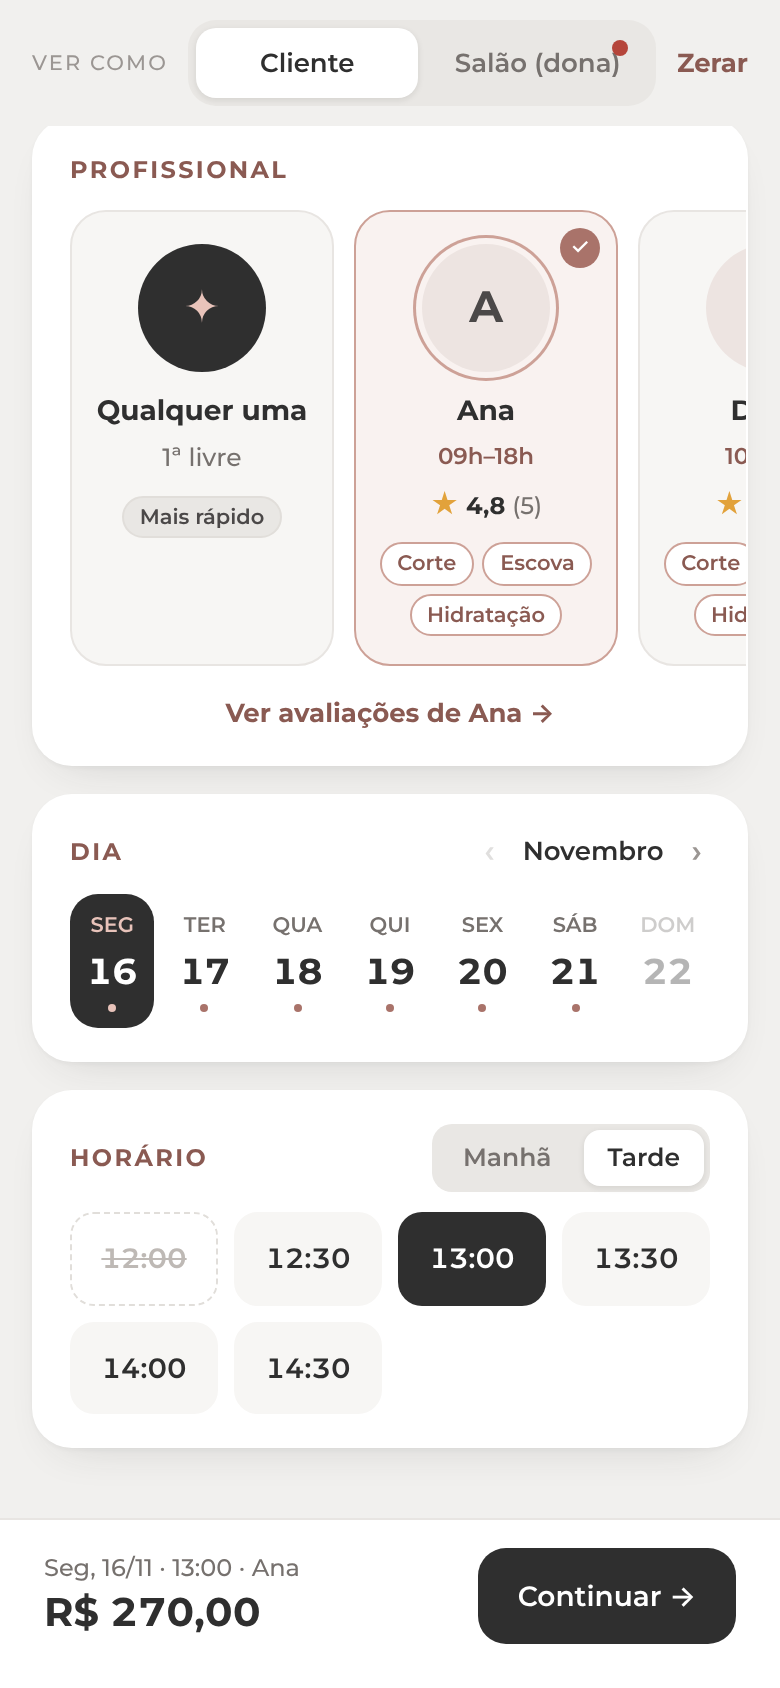 VER COMO Cliente Salão (dona) Zerar
PROFISSIONAL
A
Qualquer uma Ana D
1ª livre 09h–18h 10
★ 4,8 (5) ★
Mais rápido
Corte Escova Corte
Hidratação Hid
Ver avaliações de Ana →
DIA ‹ Novembro ›
SEG TER QUA QUI SEX SÁB DOM
16 17 18 19 20 21 22
HORÁRIO Manhã Tarde
12:00 12:30 13:00 13:30
14:00 14:30
Seg, 16/11 · 13:00 · Ana
R$ 270,00
Continuar →